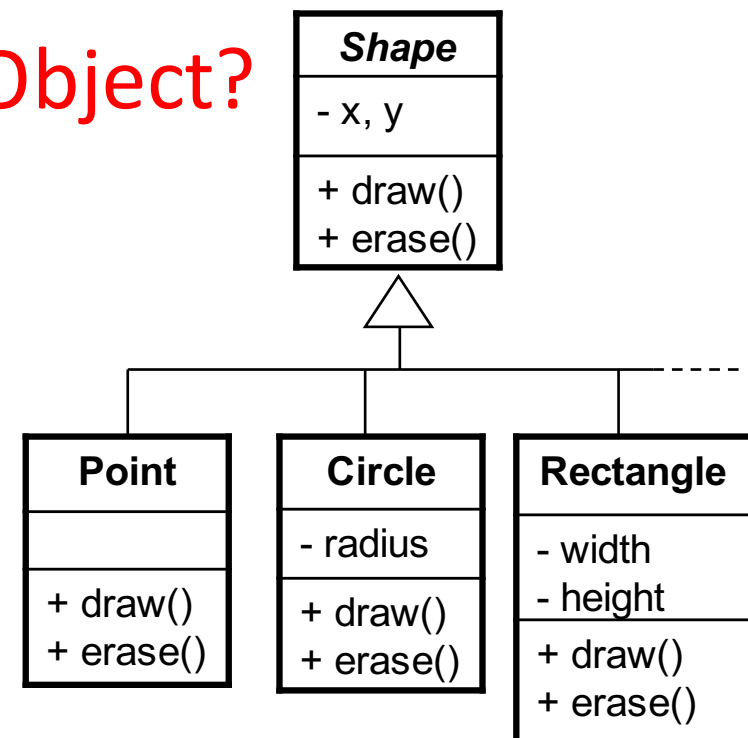 Object?
Shape
- x, y
+ draw()
+ erase()
Point
+ draw()
+ erase()
Circle
- radius
+ draw()
+ erase()
Rectangle
- width
- height
+ draw()
+ erase()